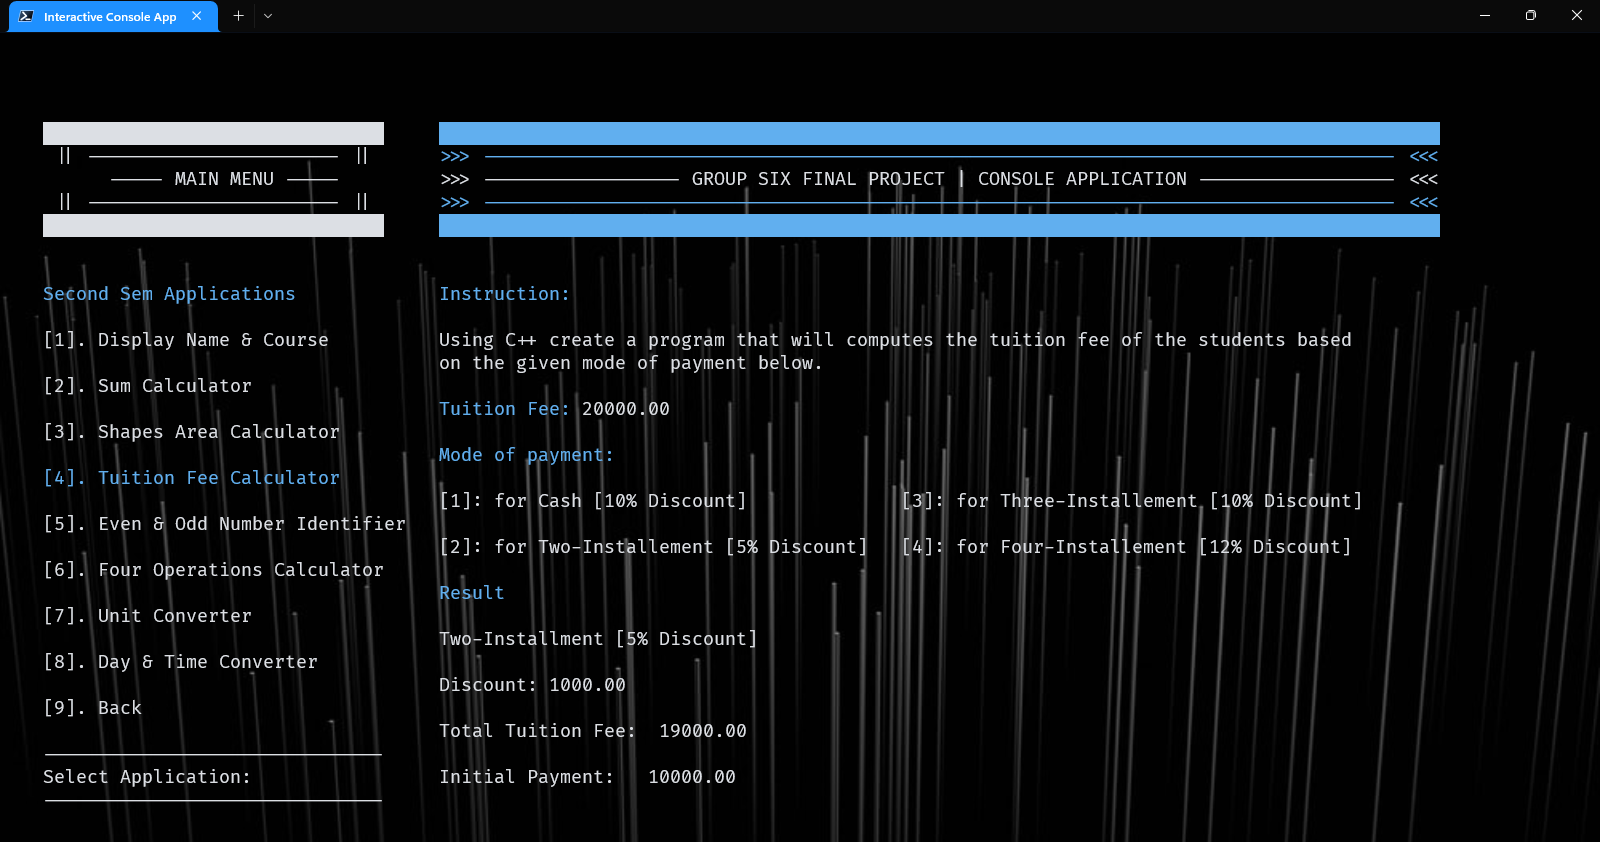 Interactive Console App
MAIN MENU
Second Sem Applications
[1]. Display Name & Course
[2]. Sum Calculator
[3]. Shapes Area Calculator
[4]. Tuition Fee Calculator
[5]. Even & Odd Number Identifier
[6]. Four Operations Calculator
[7]. Unit Converter
[8]. Day & Time Converter
[9]. Back
Select Application:
>>> <<<
>>> GROUP SIX FINAL PROJECT | CONSOLE APPLICATION <<<
>>> <<<
Instruction:
Using C++ create a program that will computes the tuition fee of the students based
on the given mode of payment below.
Tuition Fee: 20000.00
Mode of payment:
[1]: for Cash [10% Discount] [3]: for Three-Installement [10% Discount]
[2]: for Two-Installement [5% Discount] [4]: for Four-Installement [12% Discount]
Result
Two-Installment [5% Discount]
Discount: 1000.00
Total Tuition Fee: 19000.00
Initial Payment: 10000.00